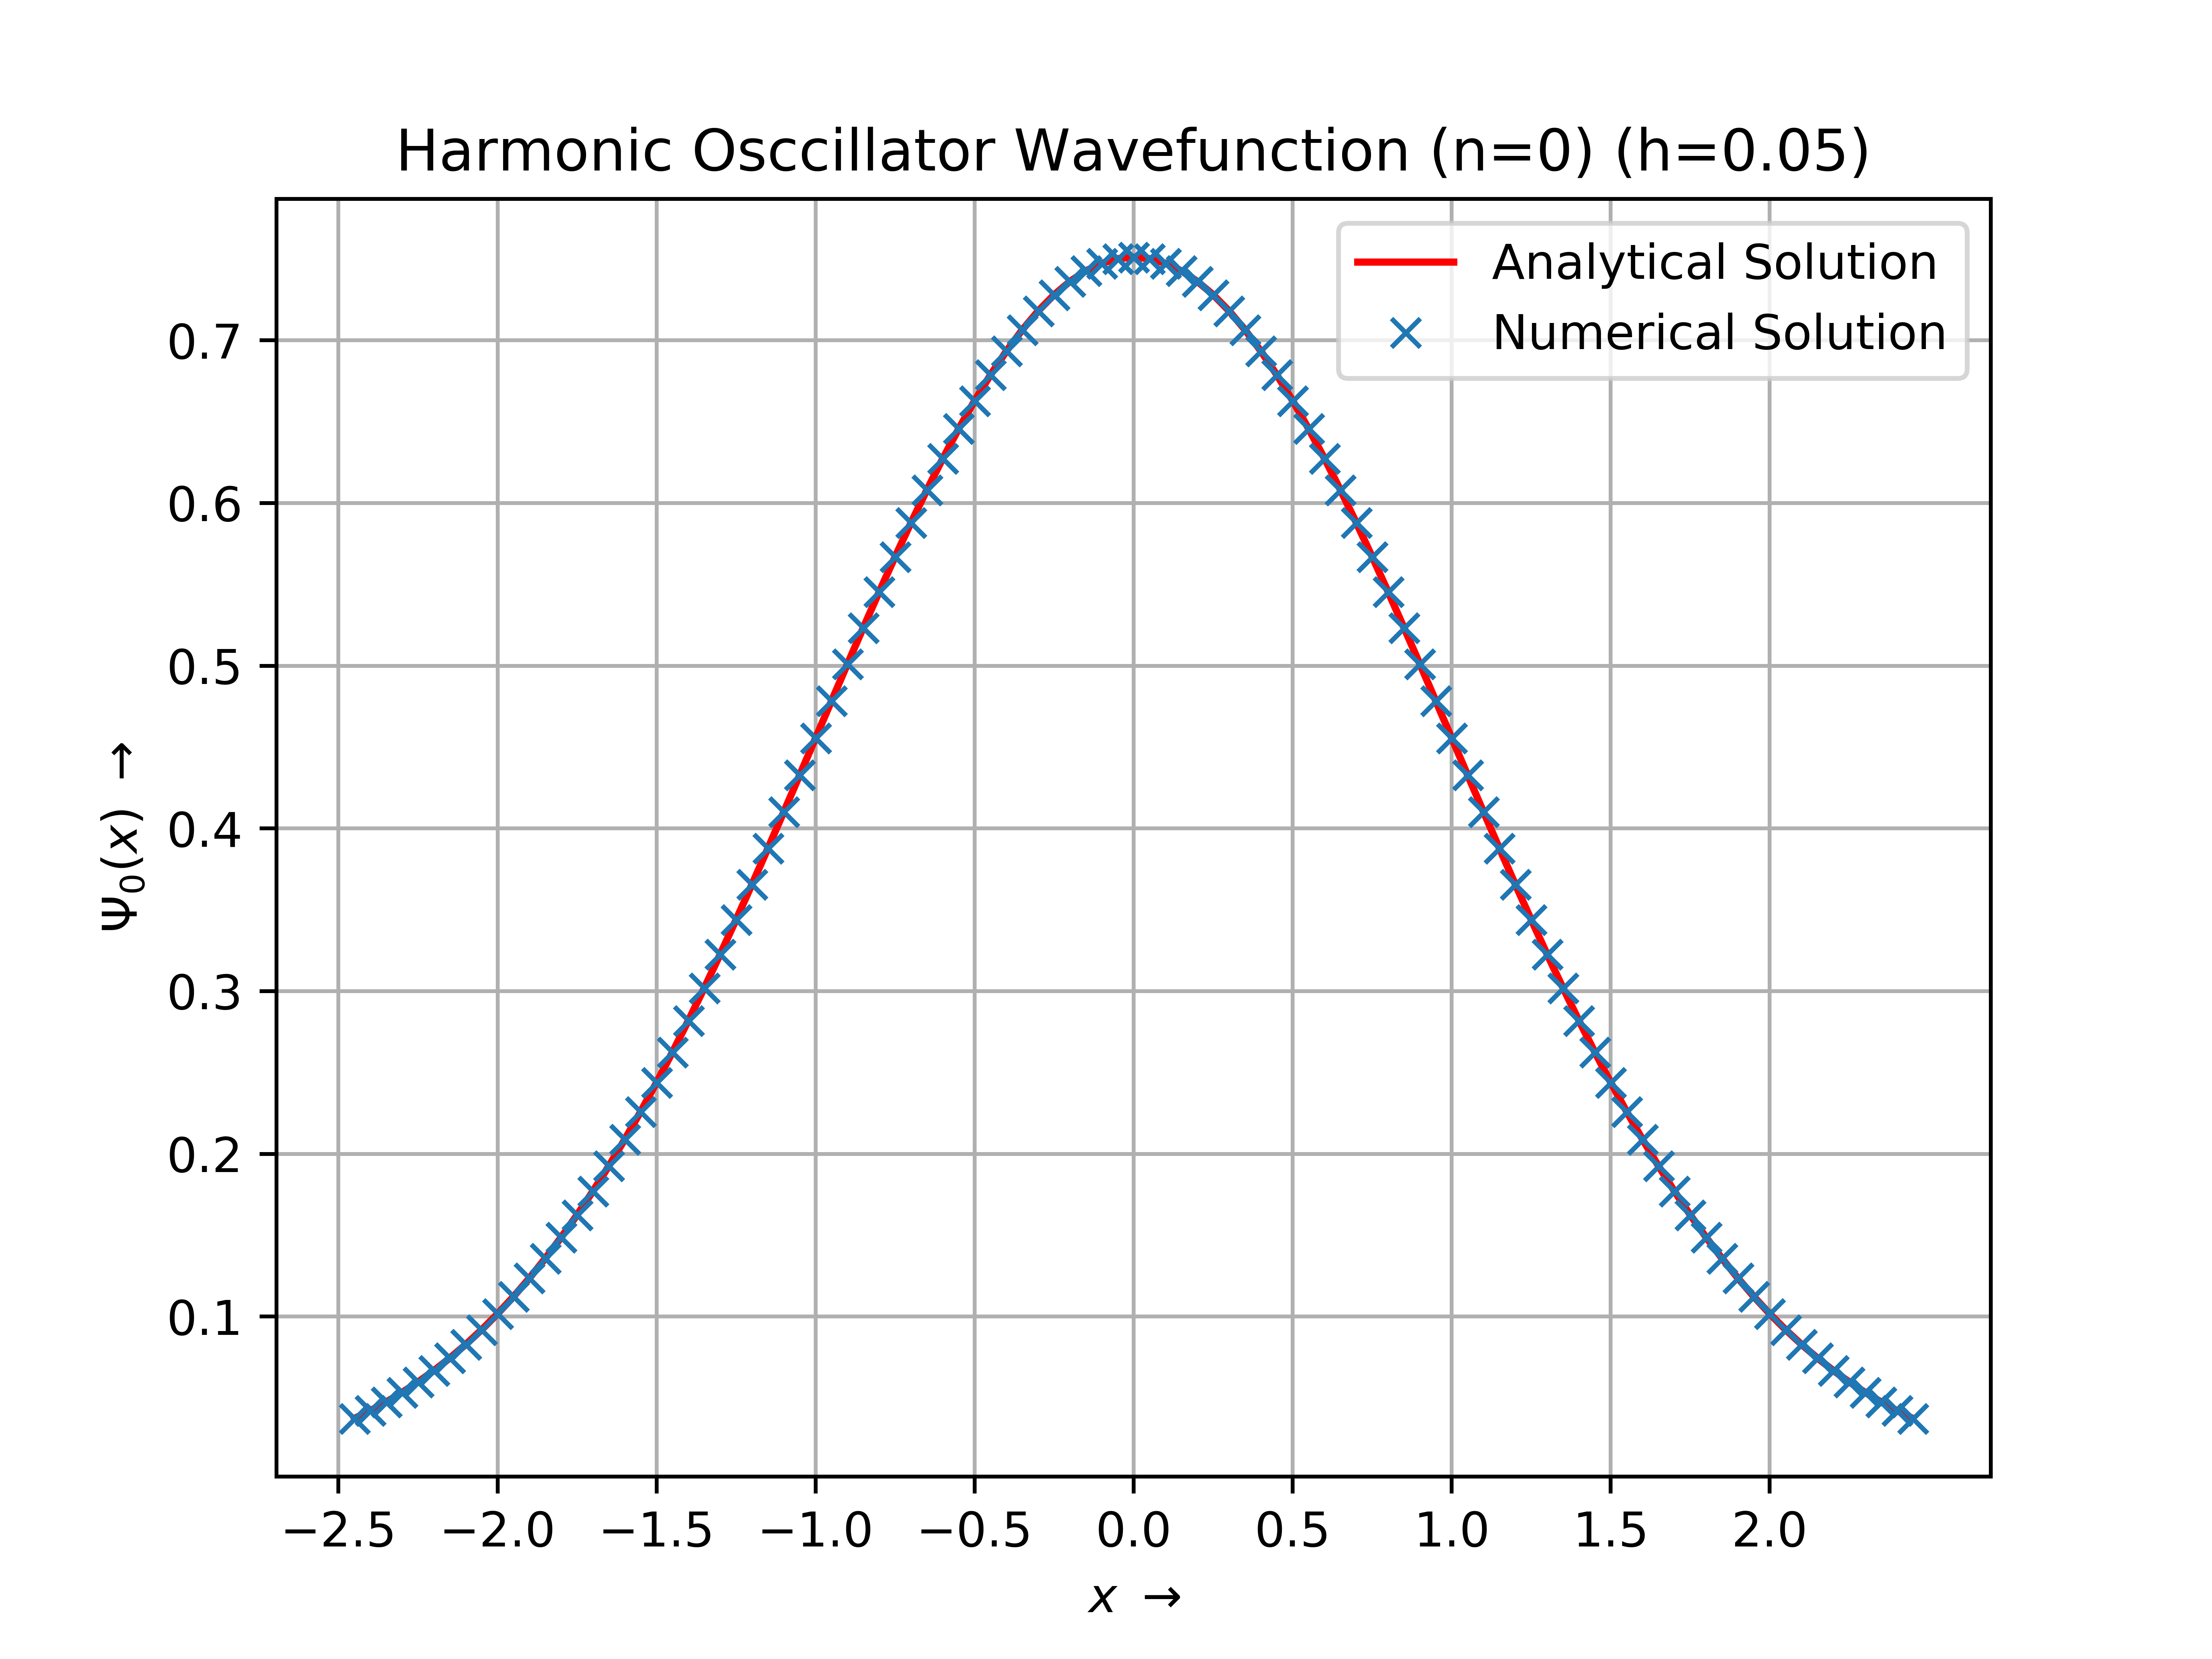 Harmonic Osccillator Wavefunction (n=0) (h=0.05)
Analytical Solution
Numerical Solution
0.7
0.6
0.5
0.4
0.3
0.2
0.1
Ψ₀(x) →
−2.5 −2.0 −1.5 −1.0 −0.5 0.0 0.5 1.0 1.5 2.0
x →